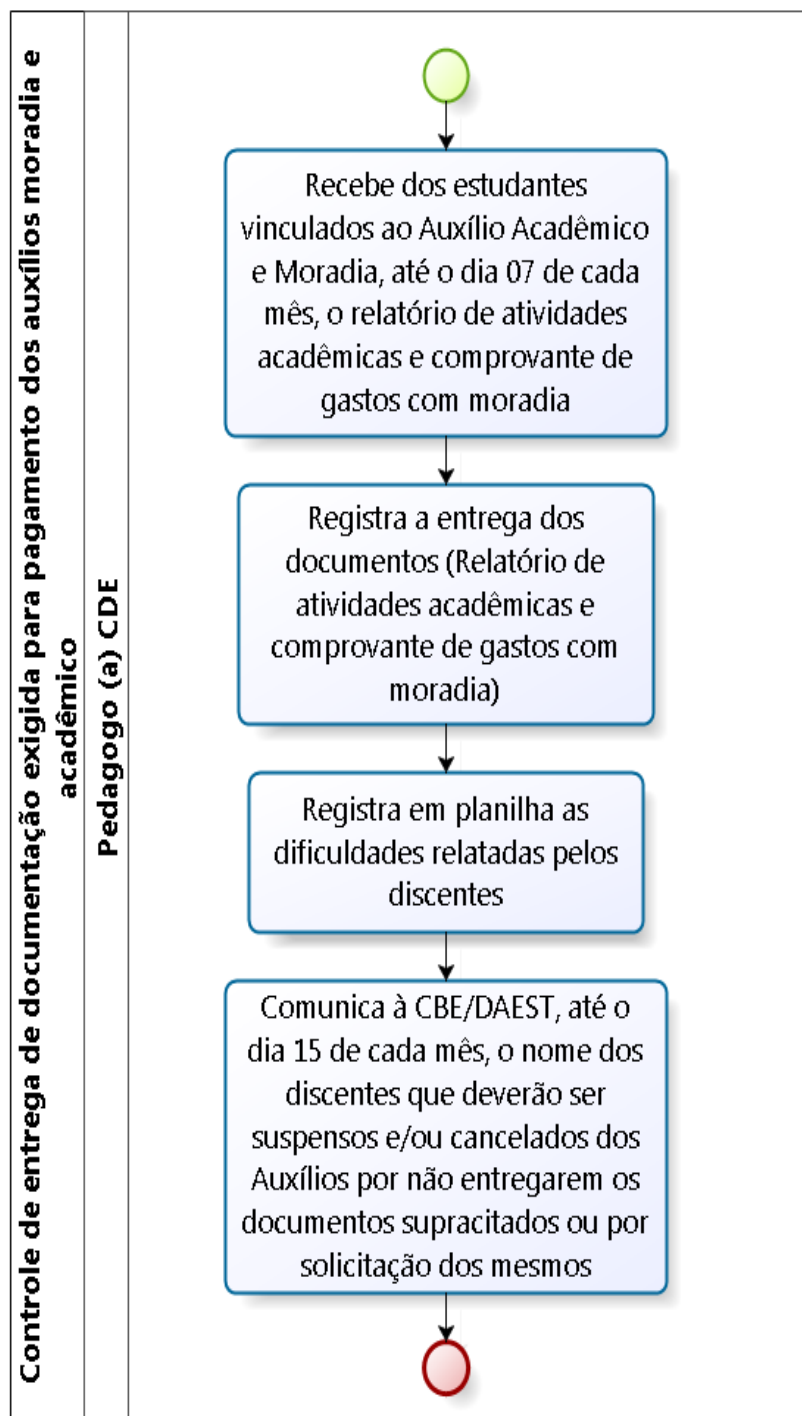 Controle de entrega de documentação exigida para pagamento dos auxílios moradia e
acadêmico
Pedagogo (a) CDE
Recebe dos estudantes
vinculados ao Auxílio Acadêmico
e Moradia, até o dia 07 de cada
mês, o relatório de atividades
acadêmicas e comprovante de
gastos com moradia
Registra a entrega dos
documentos (Relatório de
atividades acadêmicas e
comprovante de gastos com
moradia)
Registra em planilha as
dificuldades relatadas pelos
discentes
Comunica à CBE/DAEST, até o
dia 15 de cada mês, o nome dos
discentes que deverão ser
suspensos e/ou cancelados dos
Auxílios por não entregarem os
documentos supracitados ou por
solicitação dos mesmos